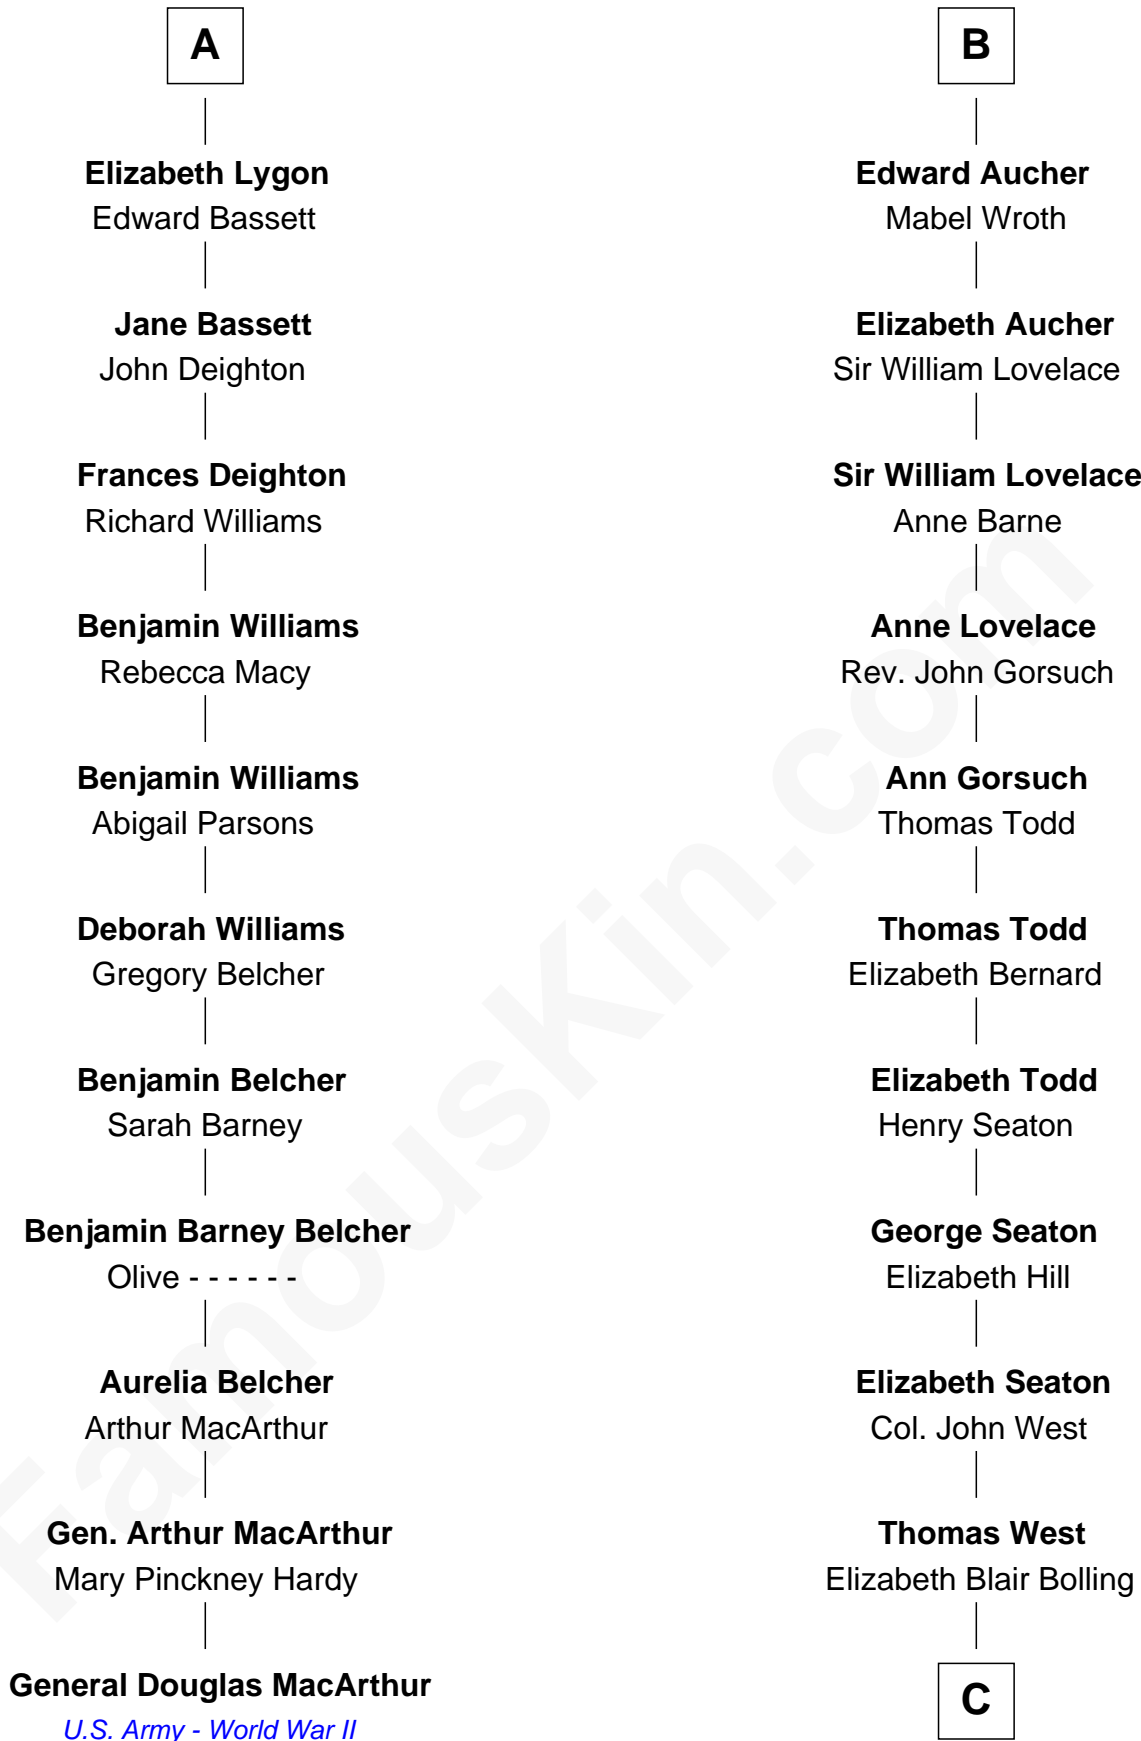 A
Elizabeth Lygon
Edward Bassett
Jane Bassett
John Deighton
Frances Deighton
Richard Williams
Benjamin Williams
Rebecca Macy
Benjamin Williams
Abigail Parsons
Deborah Williams
Gregory Belcher
Benjamin Belcher
Sarah Barney
Benjamin Barney Belcher
Olive - - - - - -
Aurelia Belcher
Arthur MacArthur
Gen. Arthur MacArthur
Mary Pinckney Hardy
General Douglas MacArthur
U.S. Army - World War II
B
Edward Aucher
Mabel Wroth
Elizabeth Aucher
Sir William Lovelace
Sir William Lovelace
Anne Barne
Anne Lovelace
Rev. John Gorsuch
Ann Gorsuch
Thomas Todd
Thomas Todd
Elizabeth Bernard
Elizabeth Todd
Henry Seaton
George Seaton
Elizabeth Hill
Elizabeth Seaton
Col. John West
Thomas West
Elizabeth Blair Bolling
C
FamousKin.com